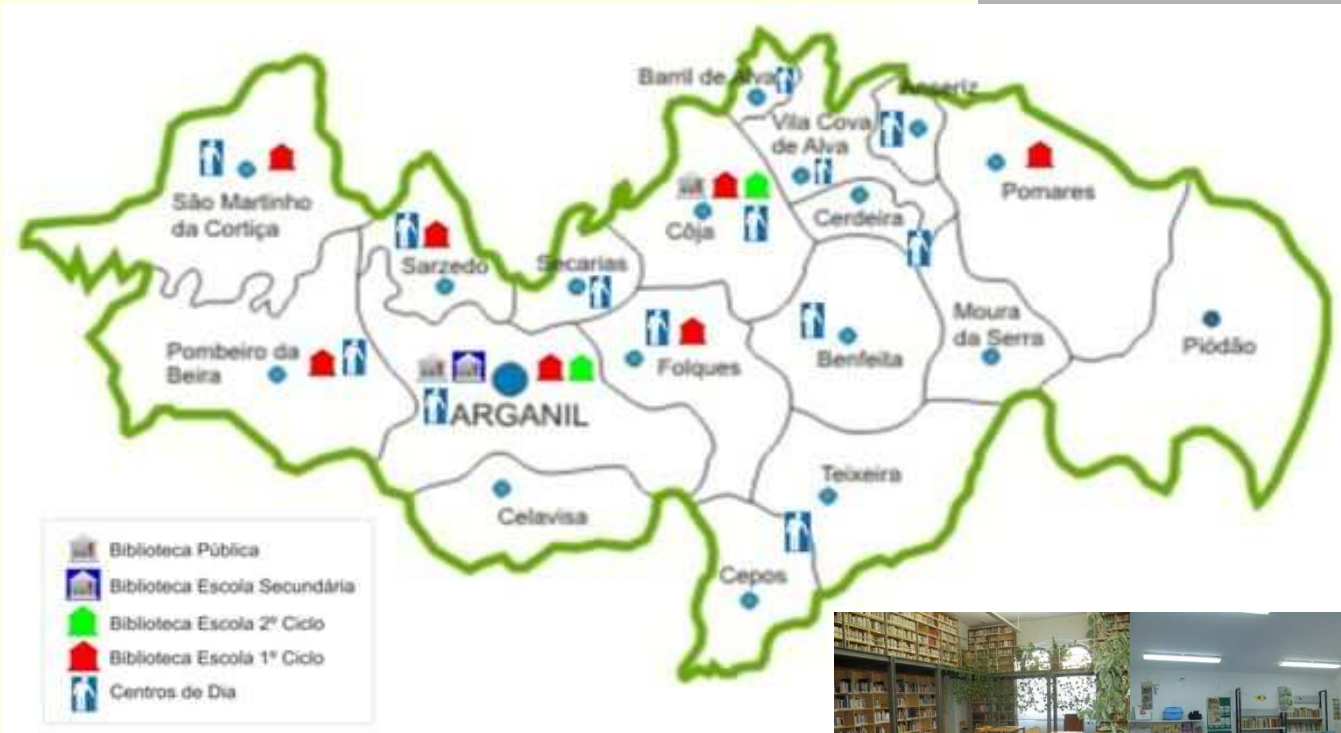 Barril de Alva
Anseriz
Vila Cova
de Alva
Pomares
São Martinho
da Cortiça
Côja
Cerdeira
Sarzedo
Secarias
Moura
da Serra
Piódão
Pombeiro da
Beira
Folques
Benfeita
ARGANIL
Teixeira
Celavisa
Cepos
Biblioteca Pública
Biblioteca Escola Secundária
Biblioteca Escola 2º Ciclo
Biblioteca Escola 1º Ciclo
Centros de Dia